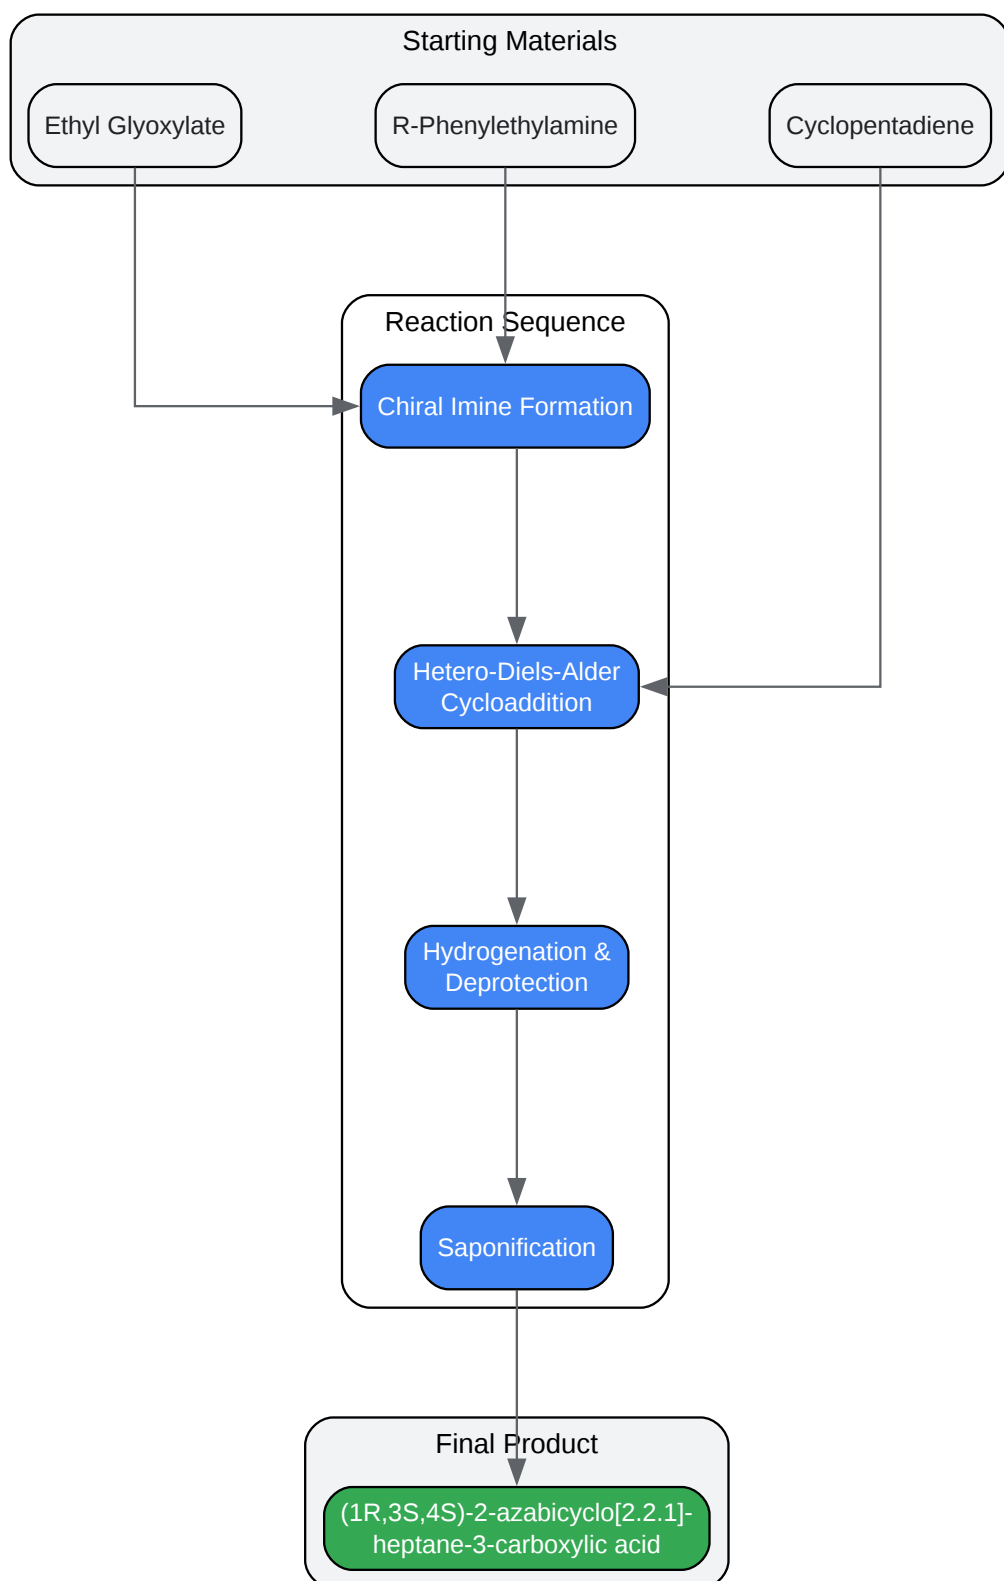 Starting Materials
Ethyl Glyoxylate
R-Phenylethylamine
Cyclopentadiene
Reaction Sequence
Chiral Imine Formation
Hetero-Diels-Alder
Cycloaddition
Hydrogenation &
Deprotection
Saponification
Final Product
(1R,3S,4S)-2-azabicyclo[2.2.1]-
heptane-3-carboxylic acid